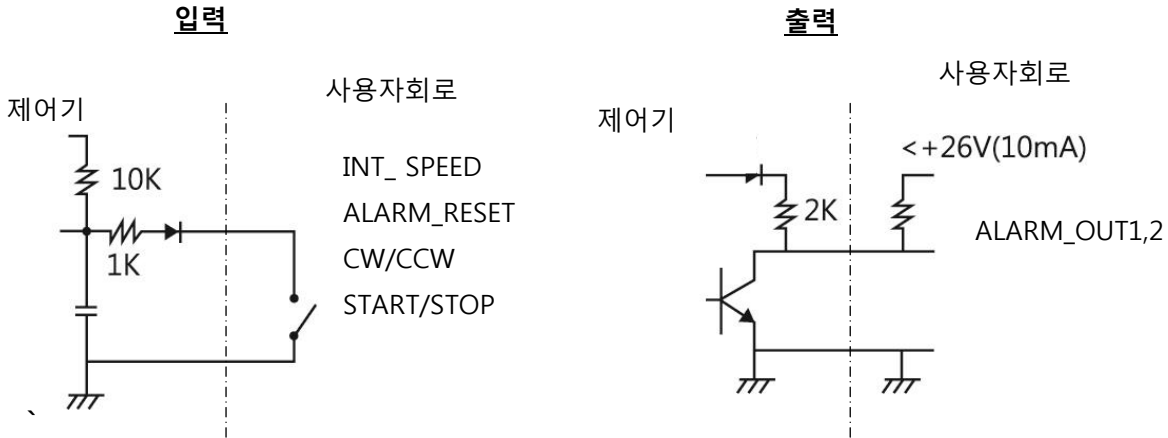 입력
사용자회로
제어기
10K
1K
INT_ SPEED
ALARM_RESET
CW/CCW
START/STOP
출력
사용자회로
제어기
<+26V(10mA)
2K
ALARM_OUT1,2